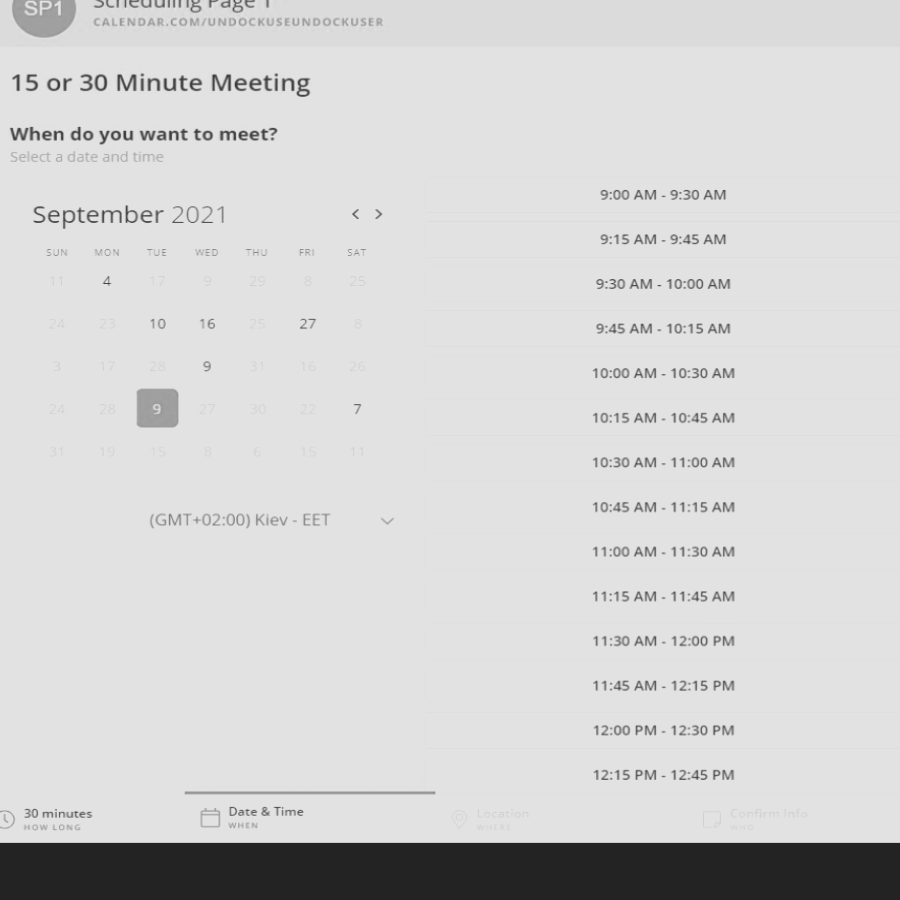 SP1
Scheduling Page 1
CALENDAR.COM/UNDOCKUSEUNDOCKUSER
15 or 30 Minute Meeting
When do you want to meet?
Select a date and time
September 2021 < >
SUN MON TUE WED THU FRI SAT
11 4 17 9 29 8 25
24 23 10 16 25 27 8
3 17 28 9 31 16 26
24 28 9 27 30 22 7
31 19 15 8 6 15 11
(GMT+02:00) Kiev - EET
9:00 AM - 9:30 AM
9:15 AM - 9:45 AM
9:30 AM - 10:00 AM
9:45 AM - 10:15 AM
10:00 AM - 10:30 AM
10:15 AM - 10:45 AM
10:30 AM - 11:00 AM
10:45 AM - 11:15 AM
11:00 AM - 11:30 AM
11:15 AM - 11:45 AM
11:30 AM - 12:00 PM
11:45 AM - 12:15 PM
12:00 PM - 12:30 PM
12:15 PM - 12:45 PM
30 minutes
HOW LONG
Date & Time
WHEN
Location
WHERE
Confirm Info
WHO